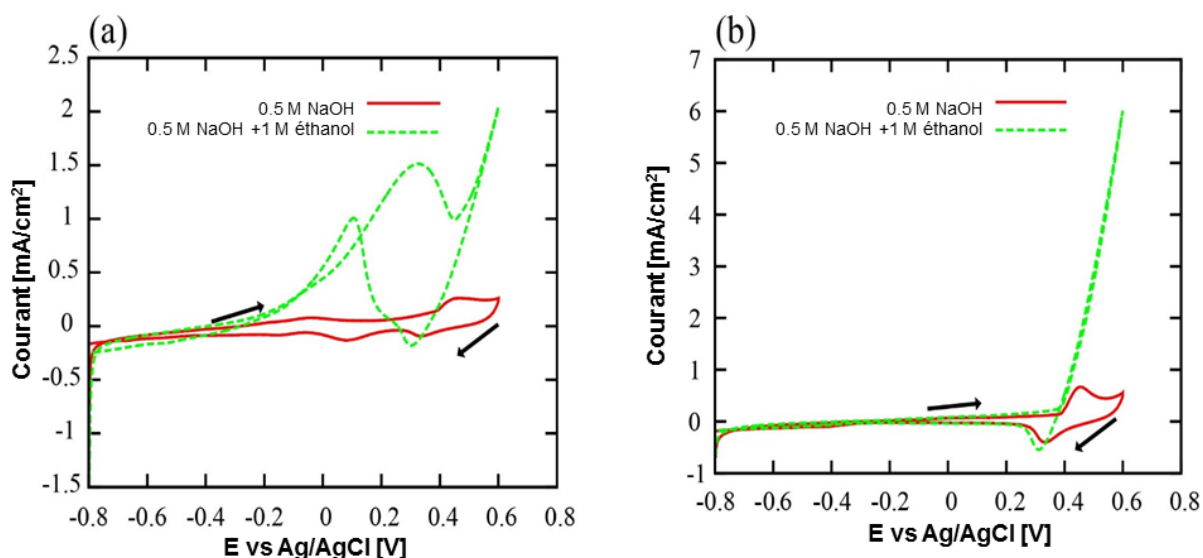 (a)
2.5
2
1.5
1
0.5
0
-0.5
-1
-1.5
-0.8 -0.6 -0.4 -0.2 0 0.2 0.4 0.6 0.8
Courant [mA/cm²]
E vs Ag/AgCl [V]
0.5 M NaOH
0.5 M NaOH +1 M éthanol
(b)
7
6
5
4
3
2
1
0
-1
-0.8 -0.6 -0.4 -0.2 0 0.2 0.4 0.6 0.8
Courant [mA/cm²]
E vs Ag/AgCl [V]
0.5 M NaOH
0.5 M NaOH +1 M éthanol